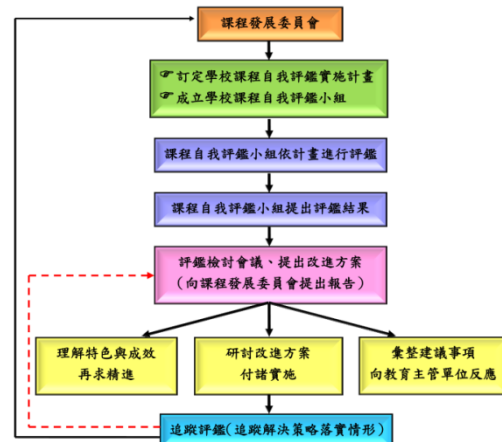 課程發展委員會
☞訂定學校課程自我評鑑實施計畫
☞成立學校課程自我評鑑小組
課程自我評鑑小組依計畫進行評鑑
課程自我評鑑小組提出評鑑結果
評鑑檢討會議、提出改進方案
(向課程發展委員會提出報告)
理解特色與成效
再求精進
研討改進方案
付諸實施
彙整建議事項
向教育主管單位反應
追蹤評鑑(追蹤解決策略落實情形)